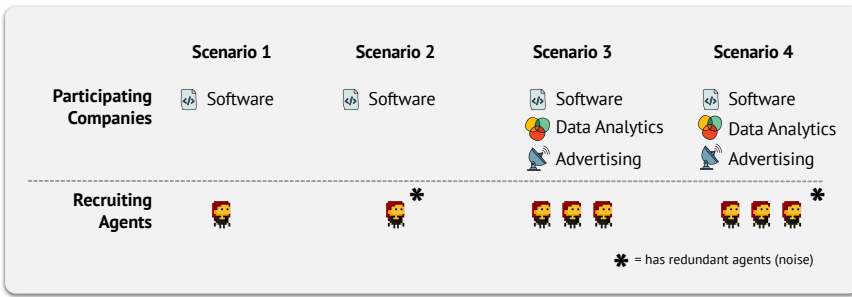 Scenario 1 Scenario 2 Scenario 3 Scenario 4
Participating Companies
</> Software </> Software </> Software </> Software
Data Analytics Data Analytics
Advertising Advertising
Recruiting Agents
* *
* = has redundant agents (noise)